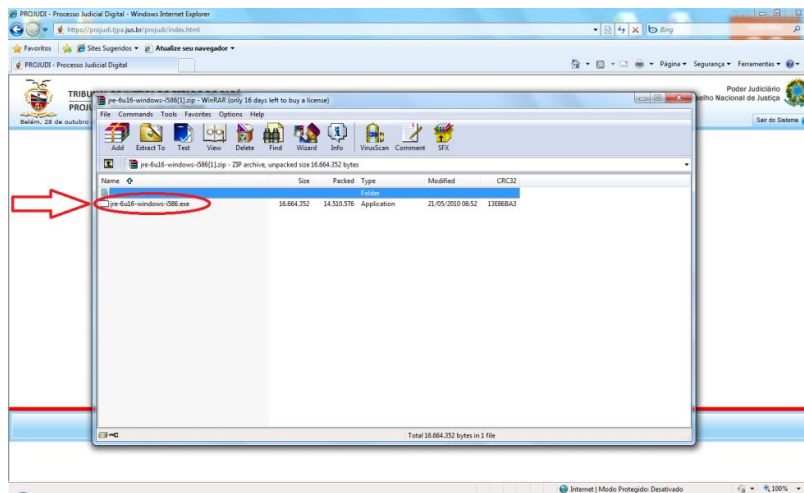 PROJUDI - Processo Judicial Digital - Windows Internet Explorer
https://projudi.tjpa.jus.br/projudi/index.html
Bing
Favoritos Sites Sugeridos Atualize seu navegador
PROJUDI - Processo Judicial Digital
Página Segurança Ferramentas
Poder Judiciário
TRIBU
selho Nacional de Justiça
PROJU
Belém, 28 de outubro
Sair do Sistema
jre-6u16-windows-i586[1].zip - WinRAR (only 16 days left to buy a license)
File Commands Tools Favorites Options Help
Add Extract To Test View Delete Find Wizard Info VirusScan Comment SFX
jre-6u16-windows-i586[1].zip - ZIP archive, unpacked size 16.664.352 bytes
Name Size Packed Type Modified CRC32
Folder
jre-6u16-windows-i586.exe 16.664.352 14.510.576 Application 21/05/2010 08:52 13E868A3
Total 16.664.352 bytes in 1 file
Internet | Modo Protegido: Desativado 100%